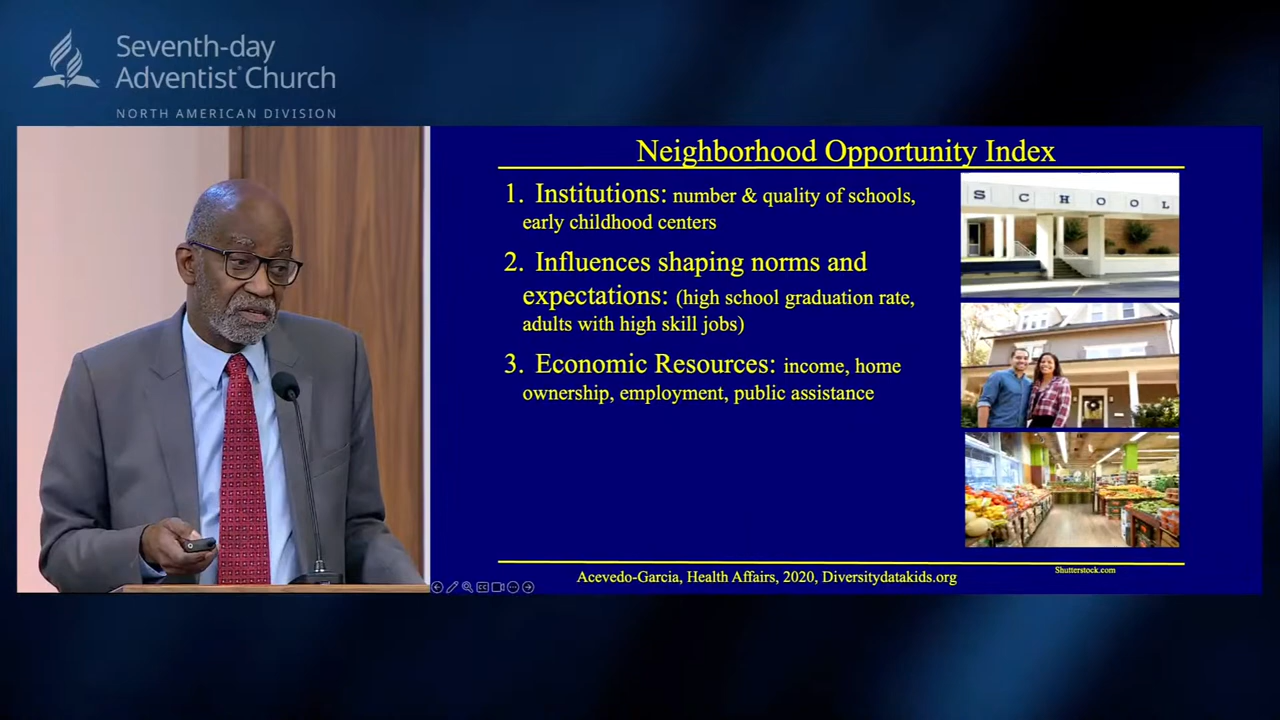 Seventh-day
Adventist® Church
NORTH AMERICAN DIVISION
Neighborhood Opportunity Index
1. Institutions: number & quality of schools,
early childhood centers
2. Influences shaping norms and
expectations: (high school graduation rate,
adults with high skill jobs)
3. Economic Resources: income, home
ownership, employment, public assistance
SCHOOL
Shutterstock.com
Acevedo-Garcia, Health Affairs, 2020, Diversitydatakids.org